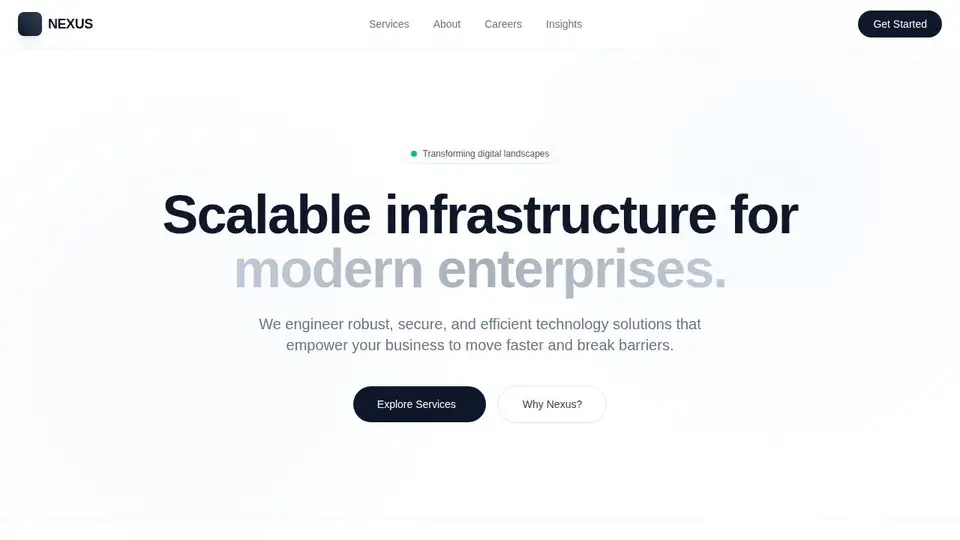 NEXUS
Services
About
Careers
Insights
Get Started
Transforming digital landscapes
Scalable infrastructure for
modern enterprises.
We engineer robust, secure, and efficient technology solutions that
empower your business to move faster and break barriers.
Explore Services
Why Nexus?